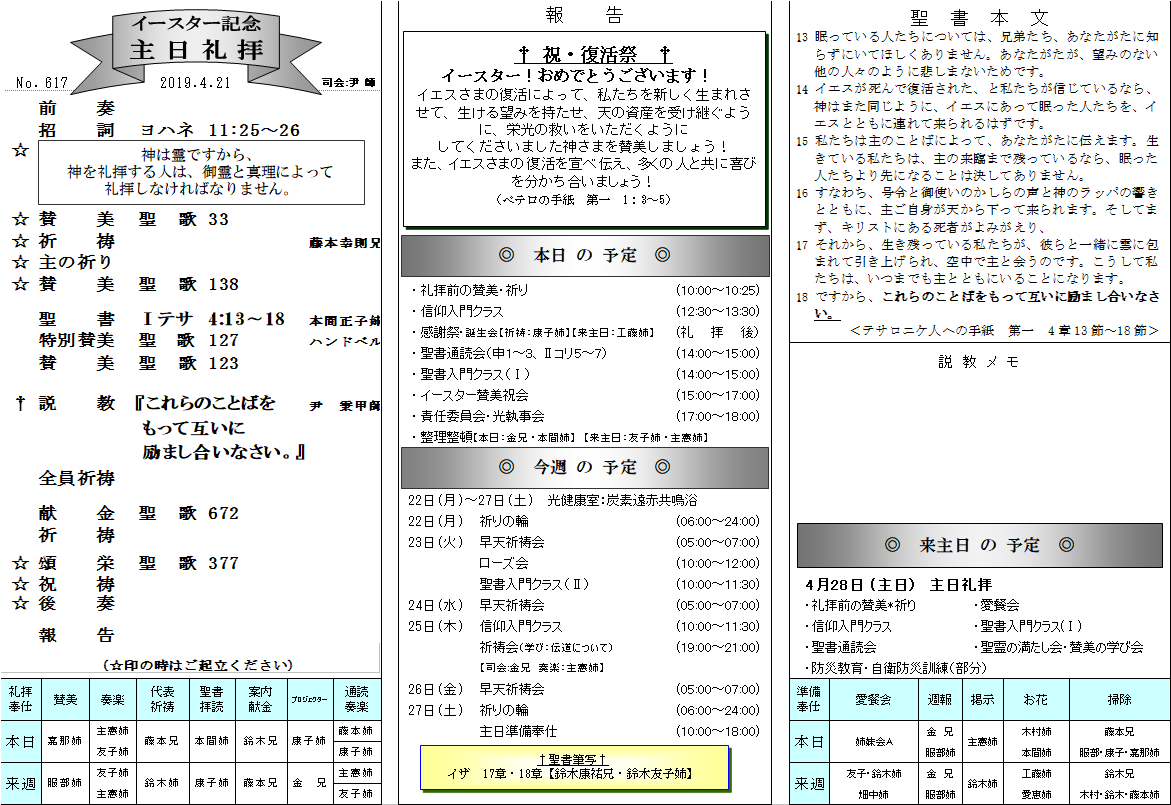 イースター記念
主日礼拝
No. 617
2019.4.21
司会:尹 師
前 奏
招 詞 ヨハネ 11:25～26
☆
神は霊ですから、
神を礼拝する人は、御霊と真理によって
礼拝しなければなりません。
☆ 賛 美 聖 歌 33
☆ 祈 祷 藤本幸則兄
☆ 主の祈り
☆ 賛 美 聖 歌 138
聖 書 Ⅰテサ 4:13～18 本間正子姉
特別賛美 聖 歌 127 ハンドベル
賛 美 聖 歌 123
† 説 教 『これらのことばを 尹
もって互いに
励まし合いなさい。』
全員祈祷
献 金 聖 歌 672
祈 祷
☆ 頌 栄 聖 歌 377
☆ 祝 祷
☆ 後 奏
報 告
(☆印の時はご起立ください)
礼拝奉仕 賛美 奏楽 代表祈祷 聖書拝読 案内献金 プロジェクター 通読奏楽
本日 嘉那姉 主憲姉 友子姉 藤本兄 本間姉 鈴木兄 康子姉 藤本姉 康子姉
来週 服部姉 友子姉 主憲姉 鈴木姉 康子姉 藤本兄 金 兄 主憲姉 友子姉
報 告
† 祝・復活祭 †
イースター！おめでとうございます！
イエスさまの復活によって、私たちを新しく生まれさ
せて、生ける望みを持たせ、天の資産を受け継ぐよう
に、栄光の救いをいただくように
してくださいました神さまを賛美しましょう！
また、イエスさまの復活を宣べ伝え、多くの人と共に喜び
を分かち合いましょう！
(ペテロの手紙 第一 1:3～5)
◎ 本日 の 予定 ◎
・礼拝前の賛美・祈り (10:00～10:25)
・信仰入門クラス (12:30～13:30)
・感謝祭・誕生会【祈祷:康子姉】【来主日:工藤姉】 (礼 拝 後)
・聖書通読会(申1～3、Ⅱコリ5～7) (14:00～15:00)
・聖書入門クラス(Ⅰ) (14:00～15:00)
・イースター賛美祝会 (15:00～17:00)
・責任委員会・光執事会 (17:00～18:00)
・整理整頓【本日:金兄・本間姉】【来主日:友子姉・主憲姉】
◎ 今週 の 予定 ◎
22日(月)～27日(土) 光健康室:炭素遠赤共鳴浴
22日(月) 祈りの輪 (06:00～24:00)
23日(火) 早天祈祷会 (05:00～07:00)
ローズ会 (10:00～12:00)
聖書入門クラス(Ⅱ) (10:00～11:30)
24日(水) 早天祈祷会 (05:00～07:00)
25日(木) 信仰入門クラス (10:00～11:30)
祈祷会(学び:伝道について) (19:00～21:00)
【司会:金兄 奏楽:主憲姉】
26日(金) 早天祈祷会 (05:00～07:00)
27日(土) 祈りの輪 (06:00～24:00)
主日準備奉仕 (10:00～18:00)
†聖書筆写†
イザ 17章・18章【鈴木康祐兄・鈴木友子姉】
聖 書 本 文
13 眠っている人たちについては、兄弟たち、あなたがたに知
らずにいてほしくありません。あなたがたが、望みのない
他の人々のように悲しまないためです。
14 イエスが死んで復活された、と私たちが信じているなら、
神はまた同じように、イエスにあって眠った人たちを、イ
エスとともに連れて来られるはずです。
15 私たちは主のことばによって、あなたがたに伝えます。生
きている私たちは、主の来臨まで残っているなら、眠った
人たちより先になることは決してありません。
16 すなわち、号令と御使いのかしらの声と神のラッパの響き
とともに、主ご自身が天から下って来られます。そしてま
ず、キリストにある死者がよみがえり、
17 それから、生き残っている私たちが、彼らと一緒に雲に包
まれて引き上げられ、空中で主と会うのです。こうして私
たちは、いつまでも主とともにいることになります。
18 ですから、これらのことばをもって互いに励まし合いなさ
い。
＜テサロニケ人への手紙 第一 4章13節～18節＞
説 教 メ モ
◎ 来主日 の 予定 ◎
4月28日(主日) 主日礼拝
・礼拝前の賛美*祈り ・愛餐会
・信仰入門クラス ・聖書入門クラス(Ⅰ)
・聖書通読会 ・聖霊の満たし会・賛美の学び会
・防災教育・自衛防災訓練(部分)
準備奉仕 愛餐会 週報 掲示 お花 掃除
本日 姉妹会A 金 兄 服部姉 主憲姉 木村姉 本間姉 藤本兄 服部・康子・嘉那姉
来週 友子・鈴木姉 畑中姉 金 兄 服部姉 鈴木姉 工藤姉 愛恵姉 鈴木兄 木村・鈴木・藤本姉